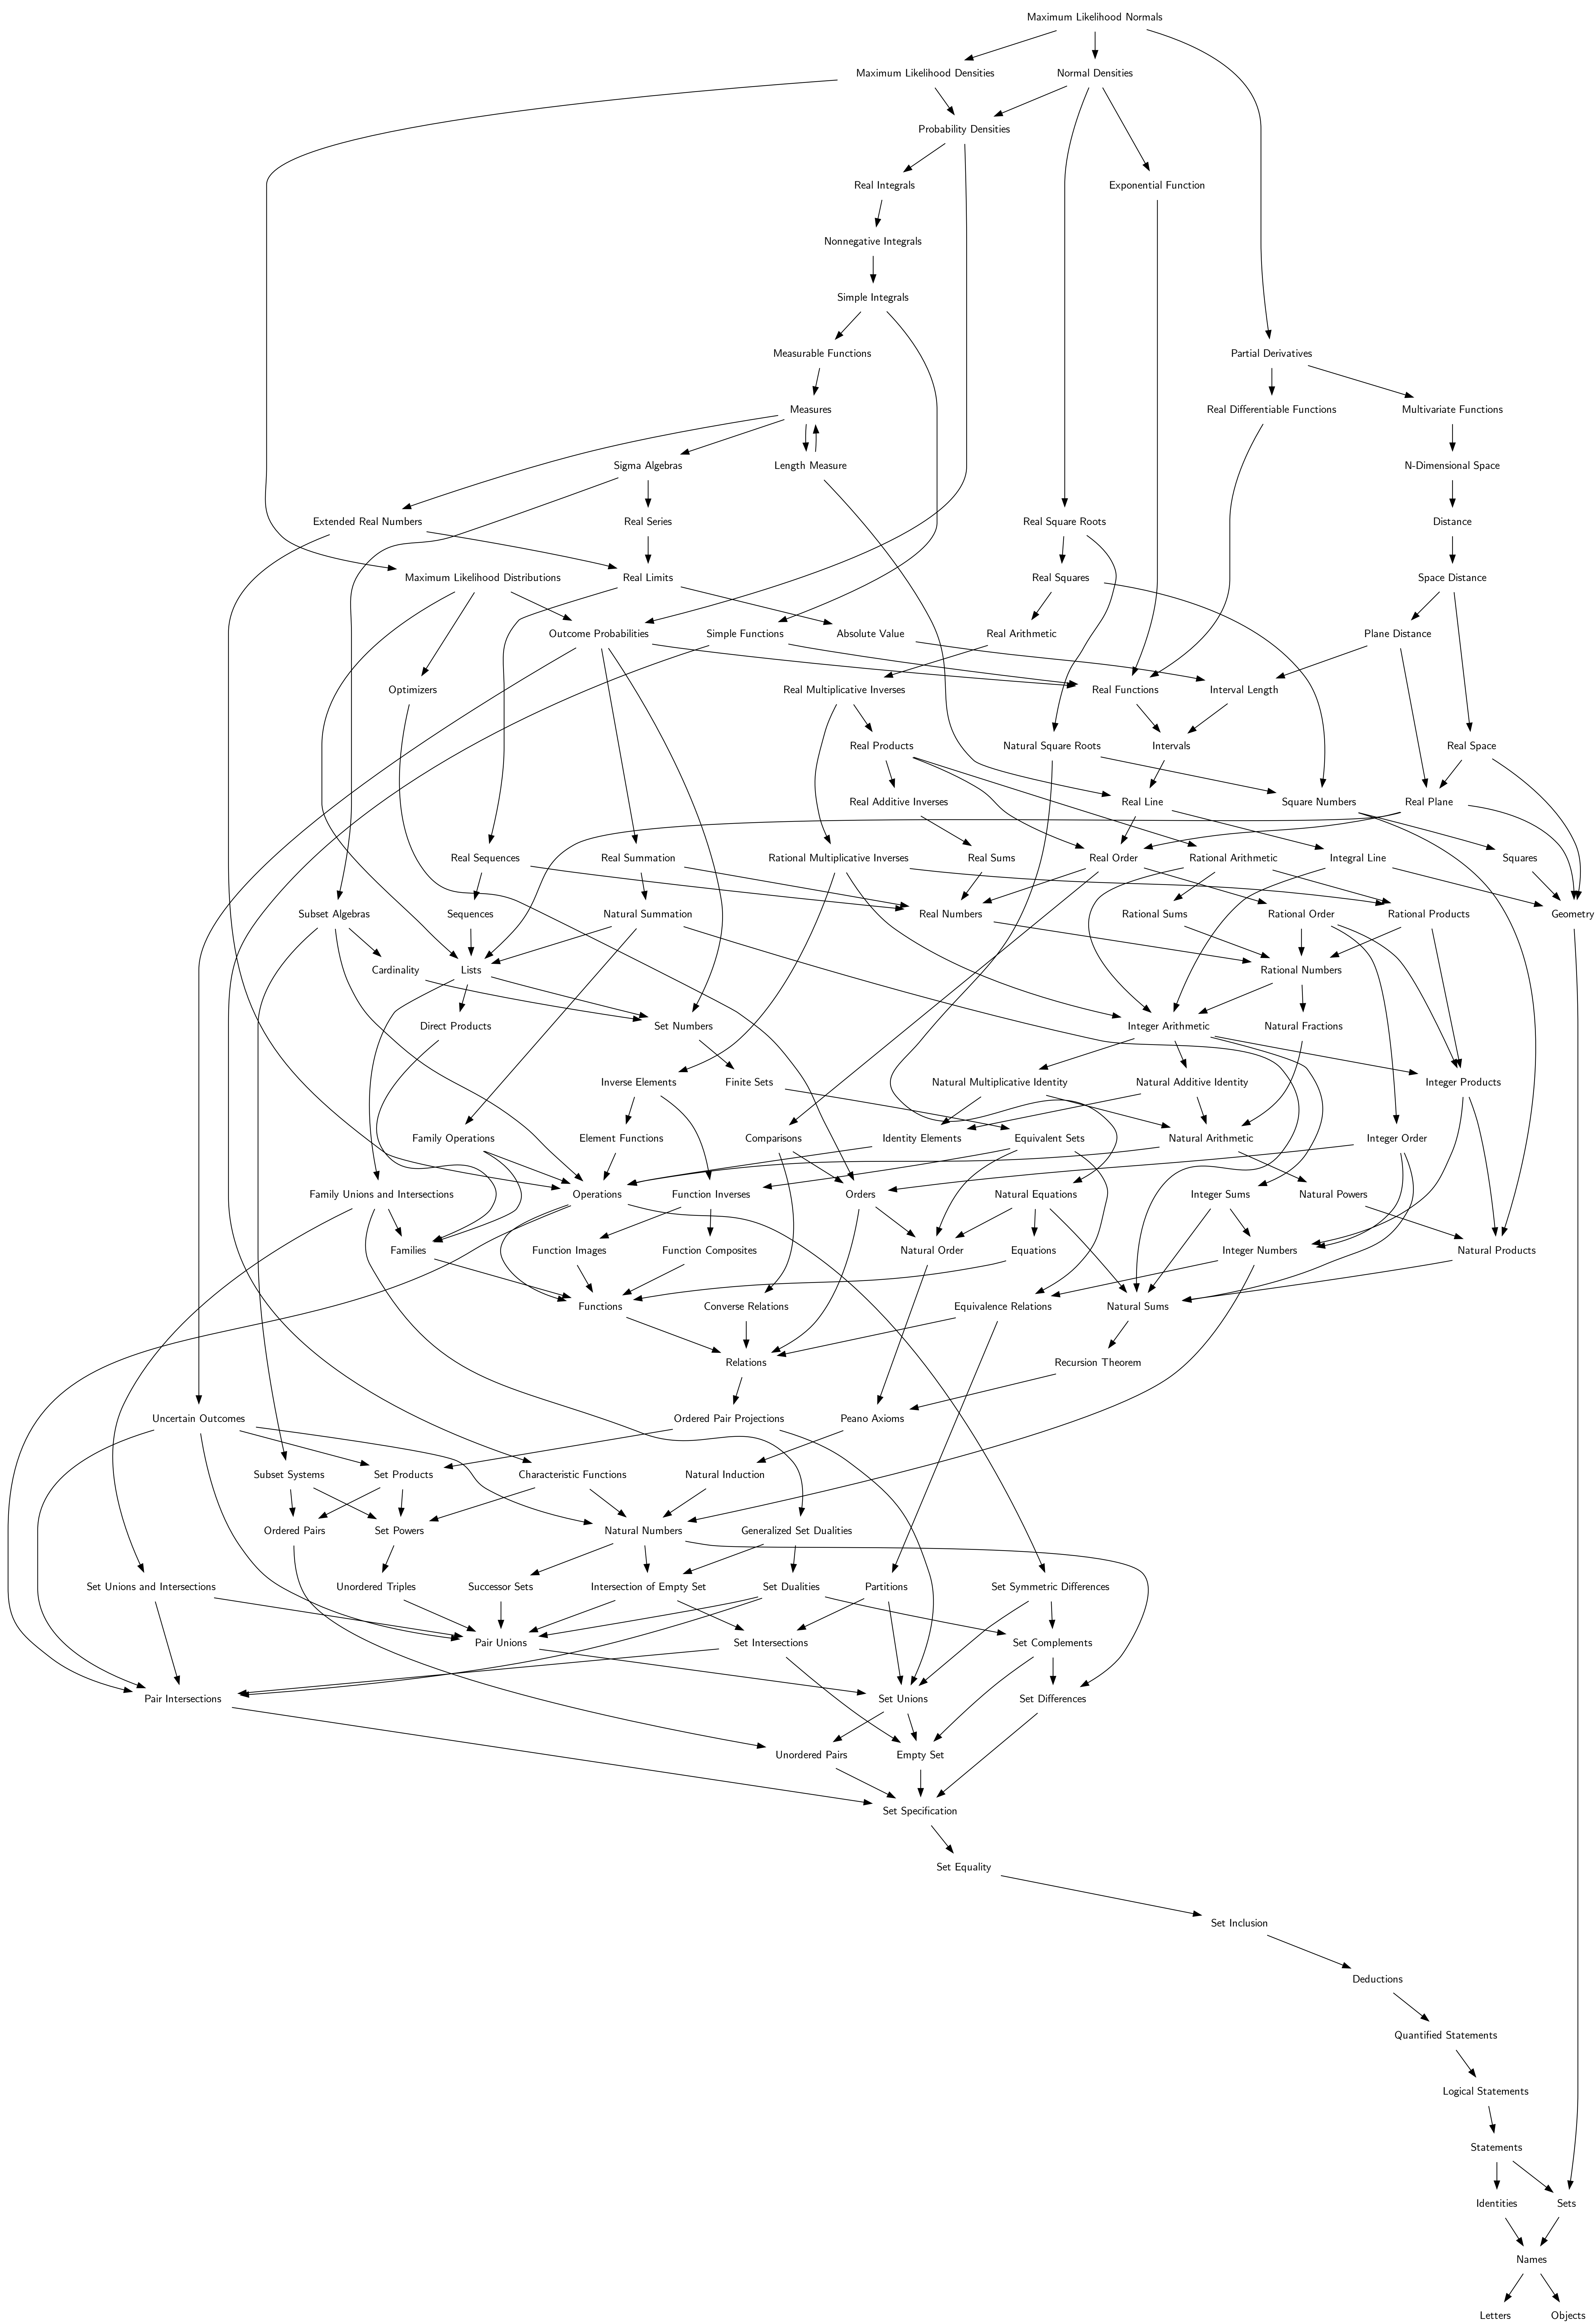 Maximum Likelihood Normals
Maximum Likelihood Densities
Normal Densities
Probability Densities
Real Integrals
Exponential Function
Nonnegative Integrals
Simple Integrals
Measurable Functions
Partial Derivatives
Measures
Real Differentiable Functions
Multivariate Functions
Sigma Algebras
Length Measure
N-Dimensional Space
Extended Real Numbers
Real Series
Real Square Roots
Distance
Maximum Likelihood Distributions
Real Limits
Real Squares
Space Distance
Outcome Probabilities
Simple Functions
Absolute Value
Real Arithmetic
Plane Distance
Optimizers
Real Multiplicative Inverses
Real Functions
Interval Length
Real Products
Natural Square Roots
Intervals
Real Space
Real Additive Inverses
Real Line
Square Numbers
Real Plane
Real Sequences
Real Summation
Rational Multiplicative Inverses
Real Sums
Real Order
Rational Arithmetic
Integral Line
Squares
Subset Algebras
Sequences
Natural Summation
Real Numbers
Rational Sums
Rational Order
Rational Products
Geometry
Cardinality
Lists
Rational Numbers
Direct Products
Set Numbers
Integer Arithmetic
Natural Fractions
Inverse Elements
Finite Sets
Natural Multiplicative Identity
Natural Additive Identity
Integer Products
Family Operations
Element Functions
Comparisons
Identity Elements
Equivalent Sets
Natural Arithmetic
Integer Order
Family Unions and Intersections
Operations
Function Inverses
Orders
Natural Equations
Integer Sums
Natural Powers
Families
Function Images
Function Composites
Natural Order
Equations
Integer Numbers
Natural Products
Functions
Converse Relations
Equivalence Relations
Natural Sums
Relations
Recursion Theorem
Uncertain Outcomes
Ordered Pair Projections
Peano Axioms
Subset Systems
Set Products
Characteristic Functions
Natural Induction
Ordered Pairs
Set Powers
Natural Numbers
Generalized Set Dualities
Set Unions and Intersections
Unordered Triples
Successor Sets
Intersection of Empty Set
Set Dualities
Partitions
Set Symmetric Differences
Pair Unions
Set Intersections
Set Complements
Pair Intersections
Set Unions
Set Differences
Unordered Pairs
Empty Set
Set Specification
Set Equality
Set Inclusion
Deductions
Quantified Statements
Logical Statements
Statements
Identities
Sets
Names
Letters
Objects